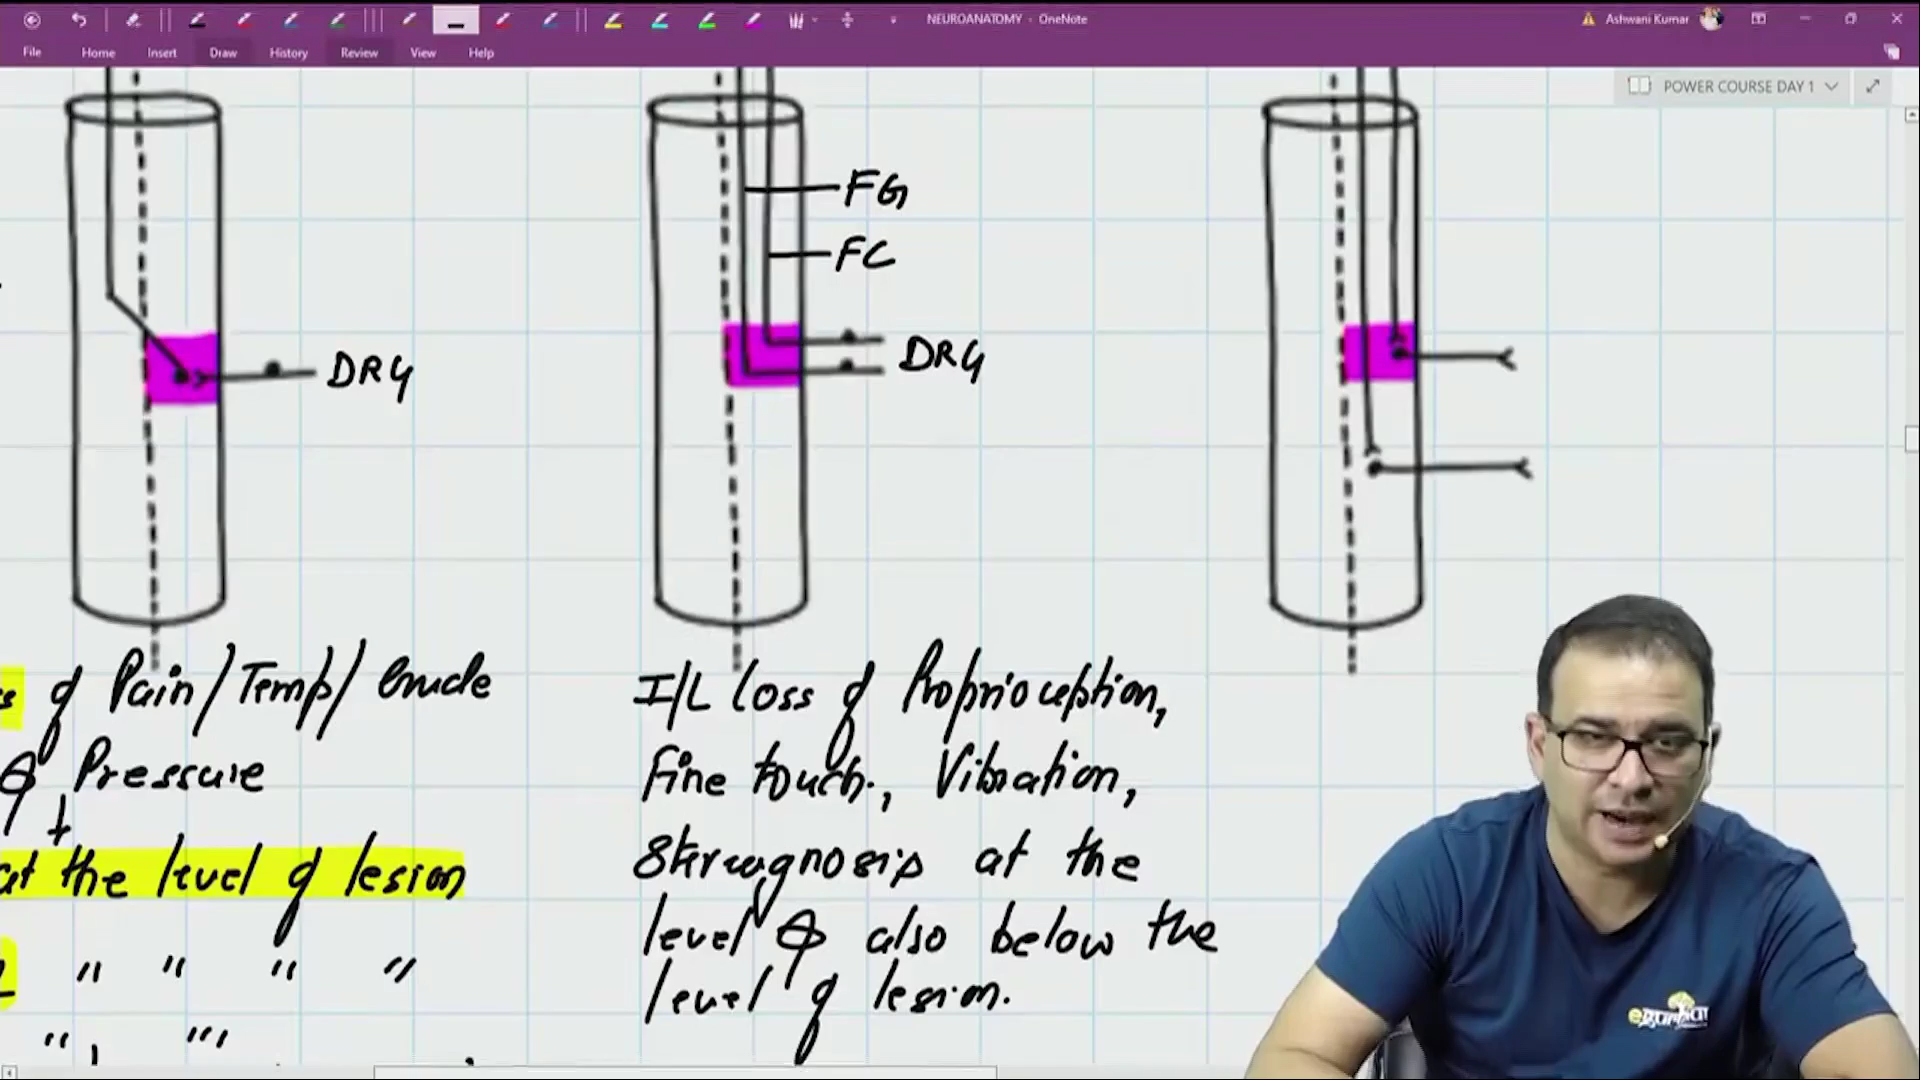 NEUROANATOMY - OneNote
Ashwani Kumar
File Home Insert Draw History Review View Help
POWER COURSE DAY 1
FG
FC
DRG
DRG
of Pain/Temp/Crude
& Pressure
at the level of lesion
" " " "
I/L loss of Proprioception,
fine touch., Vibration,
Stereognosis at the
level & also below the
level of lesion.